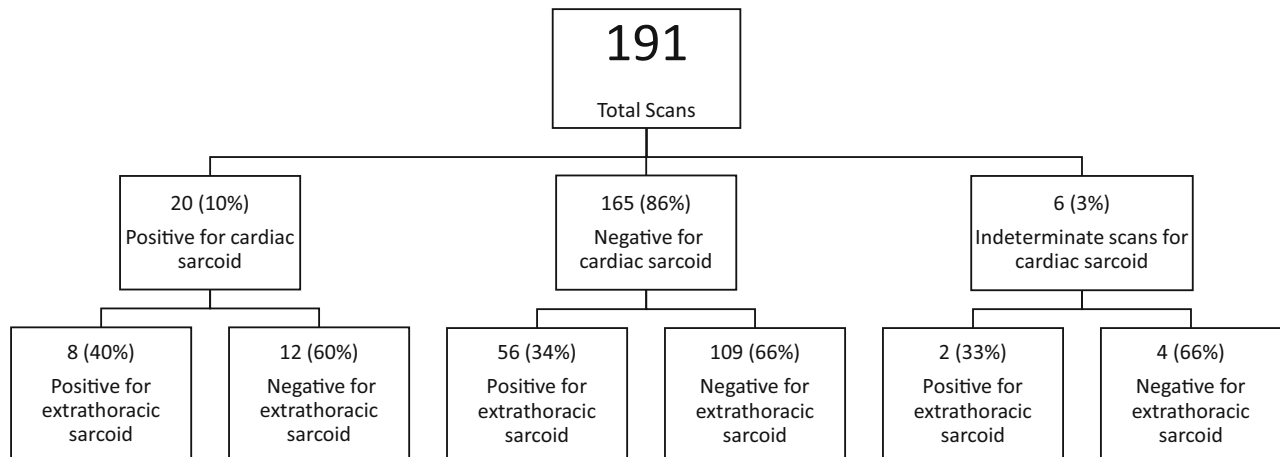 191
Total Scans
20 (10%)
Positive for cardiac
sarcoid
165 (86%)
Negative for
cardiac sarcoid
6 (3%)
Indeterminate scans for
cardiac sarcoid
8 (40%)
Positive for
extrathoracic
sarcoid
12 (60%)
Negative for
extrathoracic
sarcoid
56 (34%)
Positive for
extrathoracic
sarcoid
109 (66%)
Negative for
extrathoracic
sarcoid
2 (33%)
Positive for
extrathoracic
sarcoid
4 (66%)
Negative for
extrathoracic
sarcoid